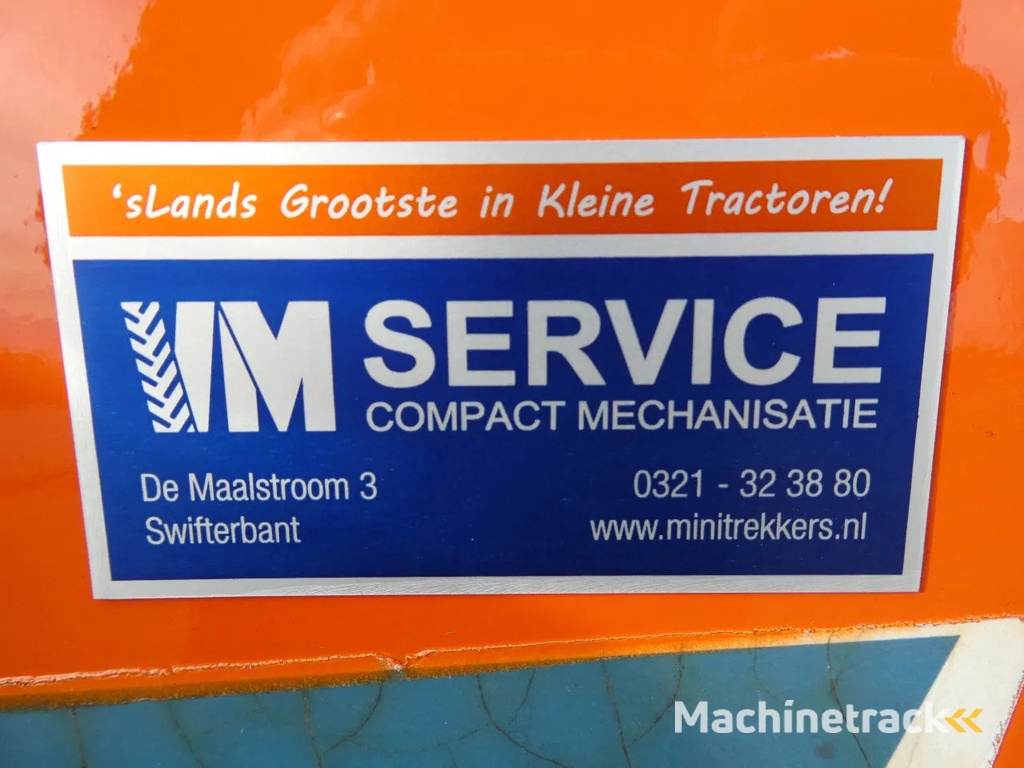 'sLands Grootste in Kleine Tractoren!
VM SERVICE
COMPACT MECHANISATIE
De Maalstroom 3
0321 - 32 38 80
Swifterbant
www.minitrekkers.nl
Machinetrack